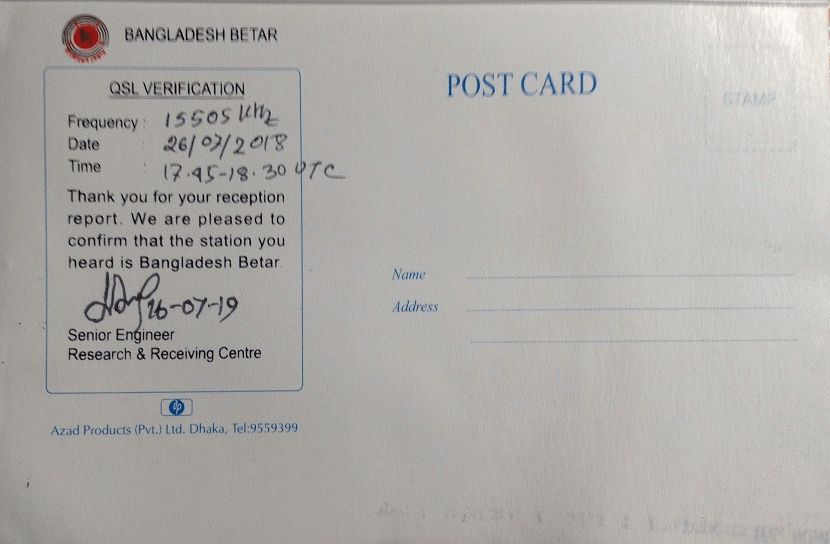 BANGLADESH BETAR
QSL VERIFICATION
Frequency : 15505 KHz
Date : 26/07/2018
Time : 17.45-18.30 UTC
Thank you for your reception
report. We are pleased to
confirm that the station you
heard is Bangladesh Betar.
26-07-19
Senior Engineer
Research & Receiving Centre
Azad Products (Pvt.) Ltd. Dhaka, Tel:9559399
POST CARD
STAMP
Name
Address